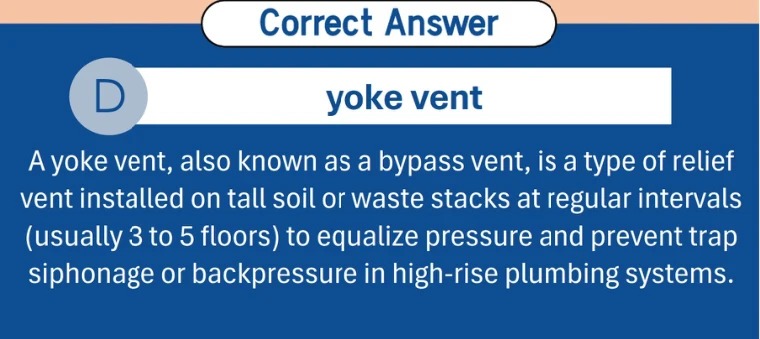 Correct Answer
D
yoke vent
A yoke vent, also known as a bypass vent, is a type of relief
vent installed on tall soil or waste stacks at regular intervals
(usually 3 to 5 floors) to equalize pressure and prevent trap
siphonage or backpressure in high-rise plumbing systems.